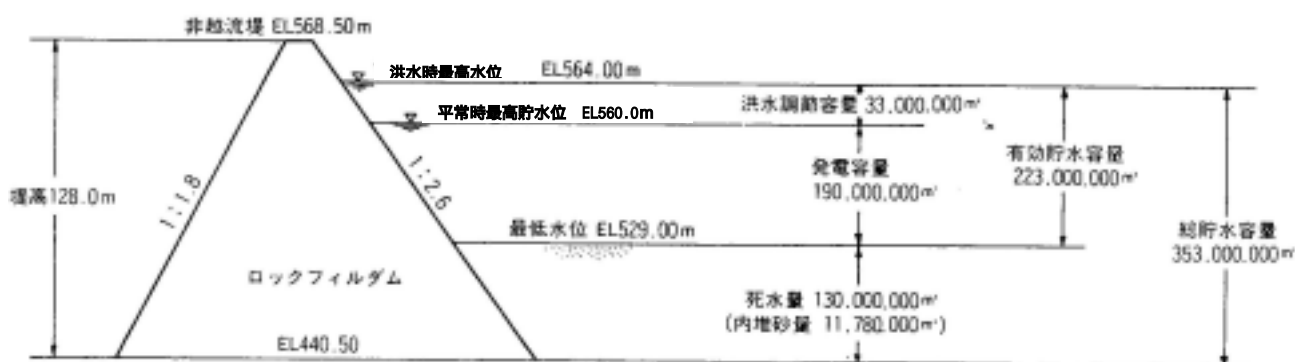 非越流堤 EL568.50m
洪水時最高水位 EL564.00m
洪水調節容量 33.000.000㎥
平常時最高貯水位 EL560.0m
有効貯水容量
223.000,000㎥
発電容量
190,000,000㎥
堤高128.0m
1:1.8
1:2.6
最低水位 EL529.00m
総貯水容量
353.000.000㎥
ロックフィルダム
死水量 130.000,000㎥
(内堆砂量 11.780.000㎥)
EL440.50